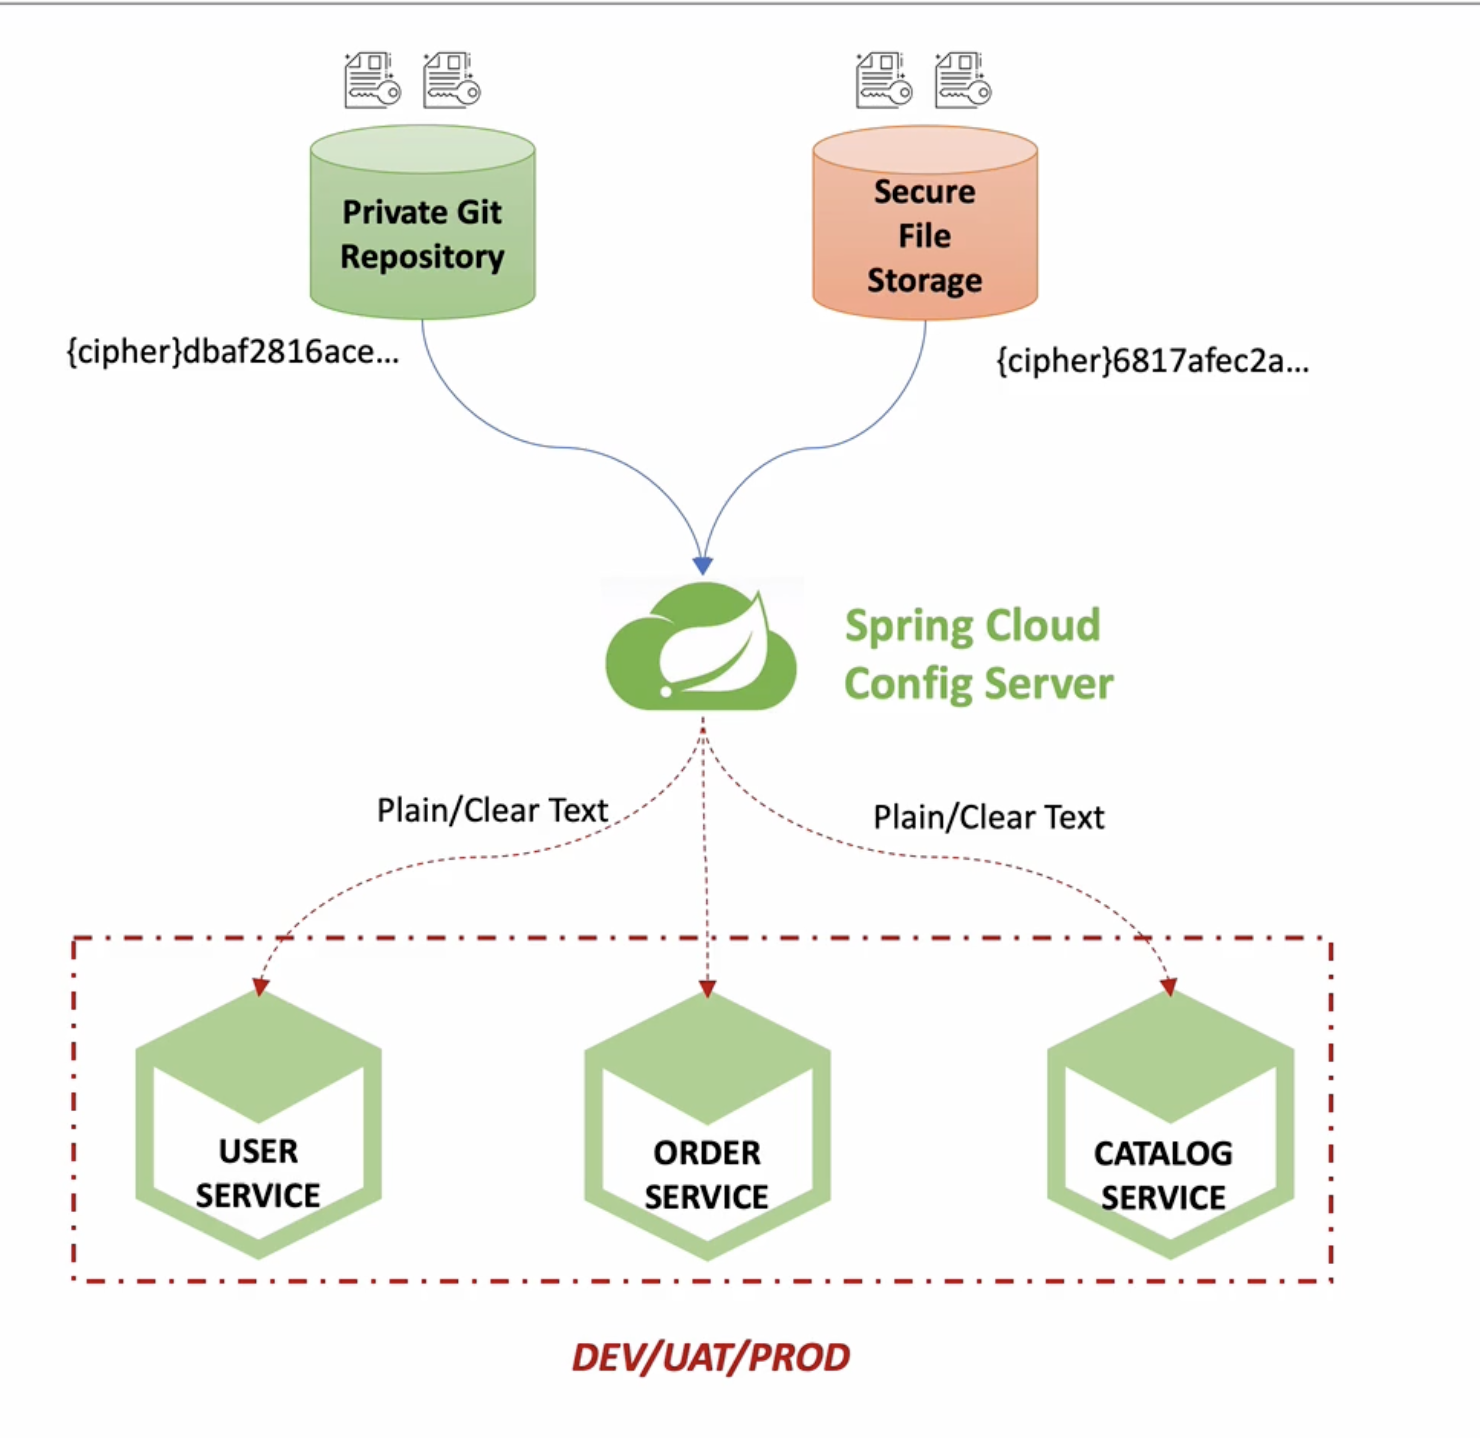 Private Git
Repository
Secure
File
Storage
{cipher}dbaf2816ace...
{cipher}6817afec2a...
Spring Cloud
Config Server
Plain/Clear Text
Plain/Clear Text
USER
SERVICE
ORDER
SERVICE
CATALOG
SERVICE
DEV/UAT/PROD